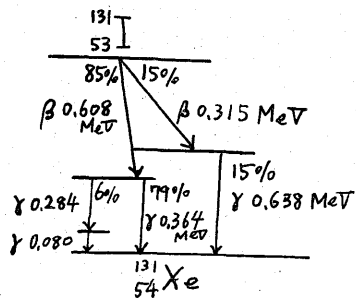 131
53 I
85% 15%
β 0.608 MeV
β 0.315 MeV
15%
γ 0.638 MeV
6% 79%
γ 0.284
γ 0.364 MeV
γ 0.080
131
54 Xe